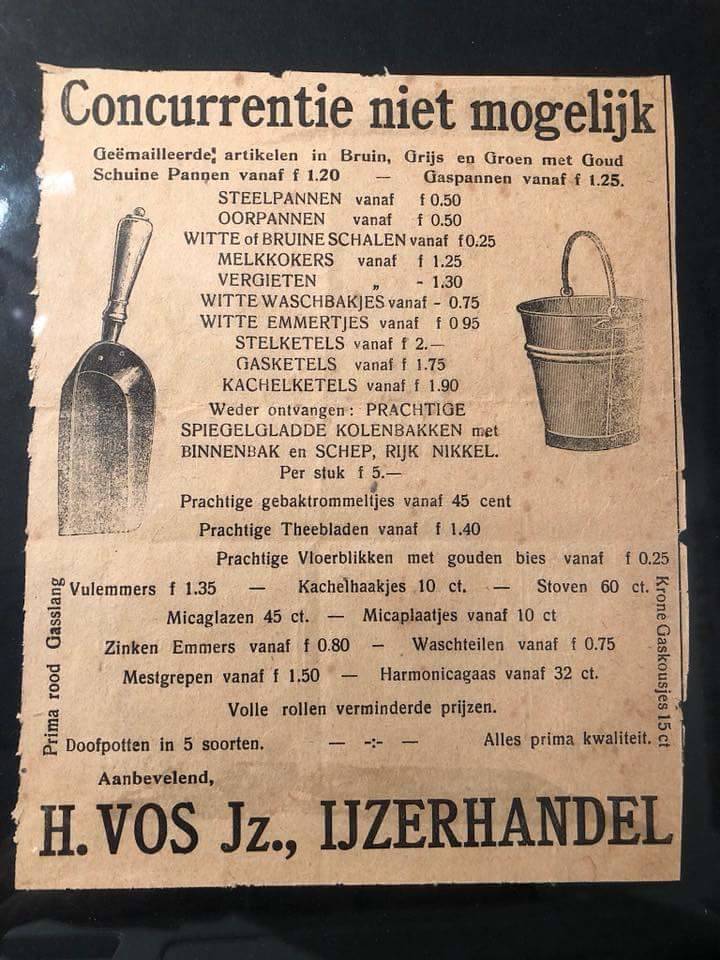 Concurrentie niet mogelijk
Geëmailleerde artikelen in Bruin, Grijs en Groen met Goud
Schuine Pannen vanaf f 1.20 — Gaspannen vanaf f 1.25.
STEELPANNEN vanaf f 0.50
OORPANNEN vanaf f 0.50
WITTE of BRUINE SCHALEN vanaf f 0.25
MELKKOKERS vanaf f 1.25
VERGIETEN „ - 1.30
WITTE WASCHBAKJES vanaf - 0.75
WITTE EMMERTJES vanaf f 0 95
STELKETELS vanaf f 2.—
GASKETELS vanaf f 1.75
KACHELKETELS vanaf f 1.90
Weder ontvangen: PRACHTIGE
SPIEGELGLADDE KOLENBAKKEN met
BINNENBAK en SCHEP, RIJK NIKKEL.
Per stuk f 5.—
Prachtige gebaktrommeltjes vanaf 45 cent
Prachtige Theebladen vanaf f 1.40
Prachtige Vloerblikken met gouden bies vanaf f 0.25
Vulemmers f 1.35 — Kachelhaakjes 10 ct. — Stoven 60 ct.
Micaglazen 45 ct. — Micaplaatjes vanaf 10 ct
Zinken Emmers vanaf f 0.80 — Waschteilen vanaf f 0.75
Mestgrepen vanaf f 1.50 — Harmonicagaas vanaf 32 ct.
Volle rollen verminderde prijzen.
Doofpotten in 5 soorten. — -:- — Alles prima kwaliteit.
Prima rood Gasslang
Krone Gaskousjes 15 ct
Aanbevelend,
H. VOS Jz., IJZERHANDEL